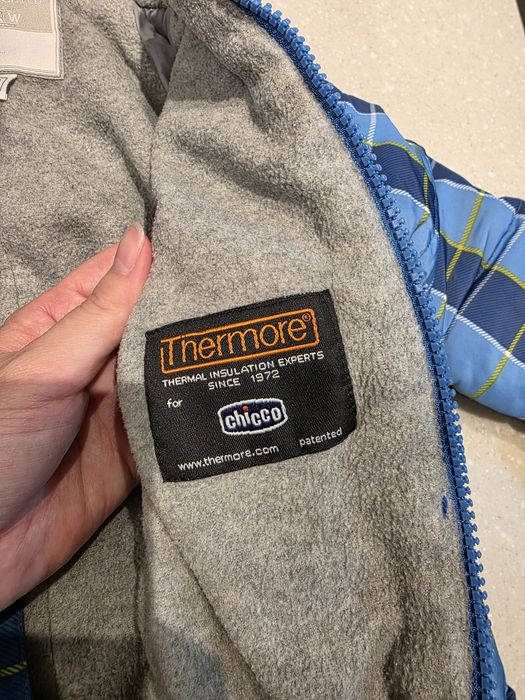 Thermore®
THERMAL INSULATION EXPERTS
SINCE 1972
for
chicco
patented
www.thermore.com